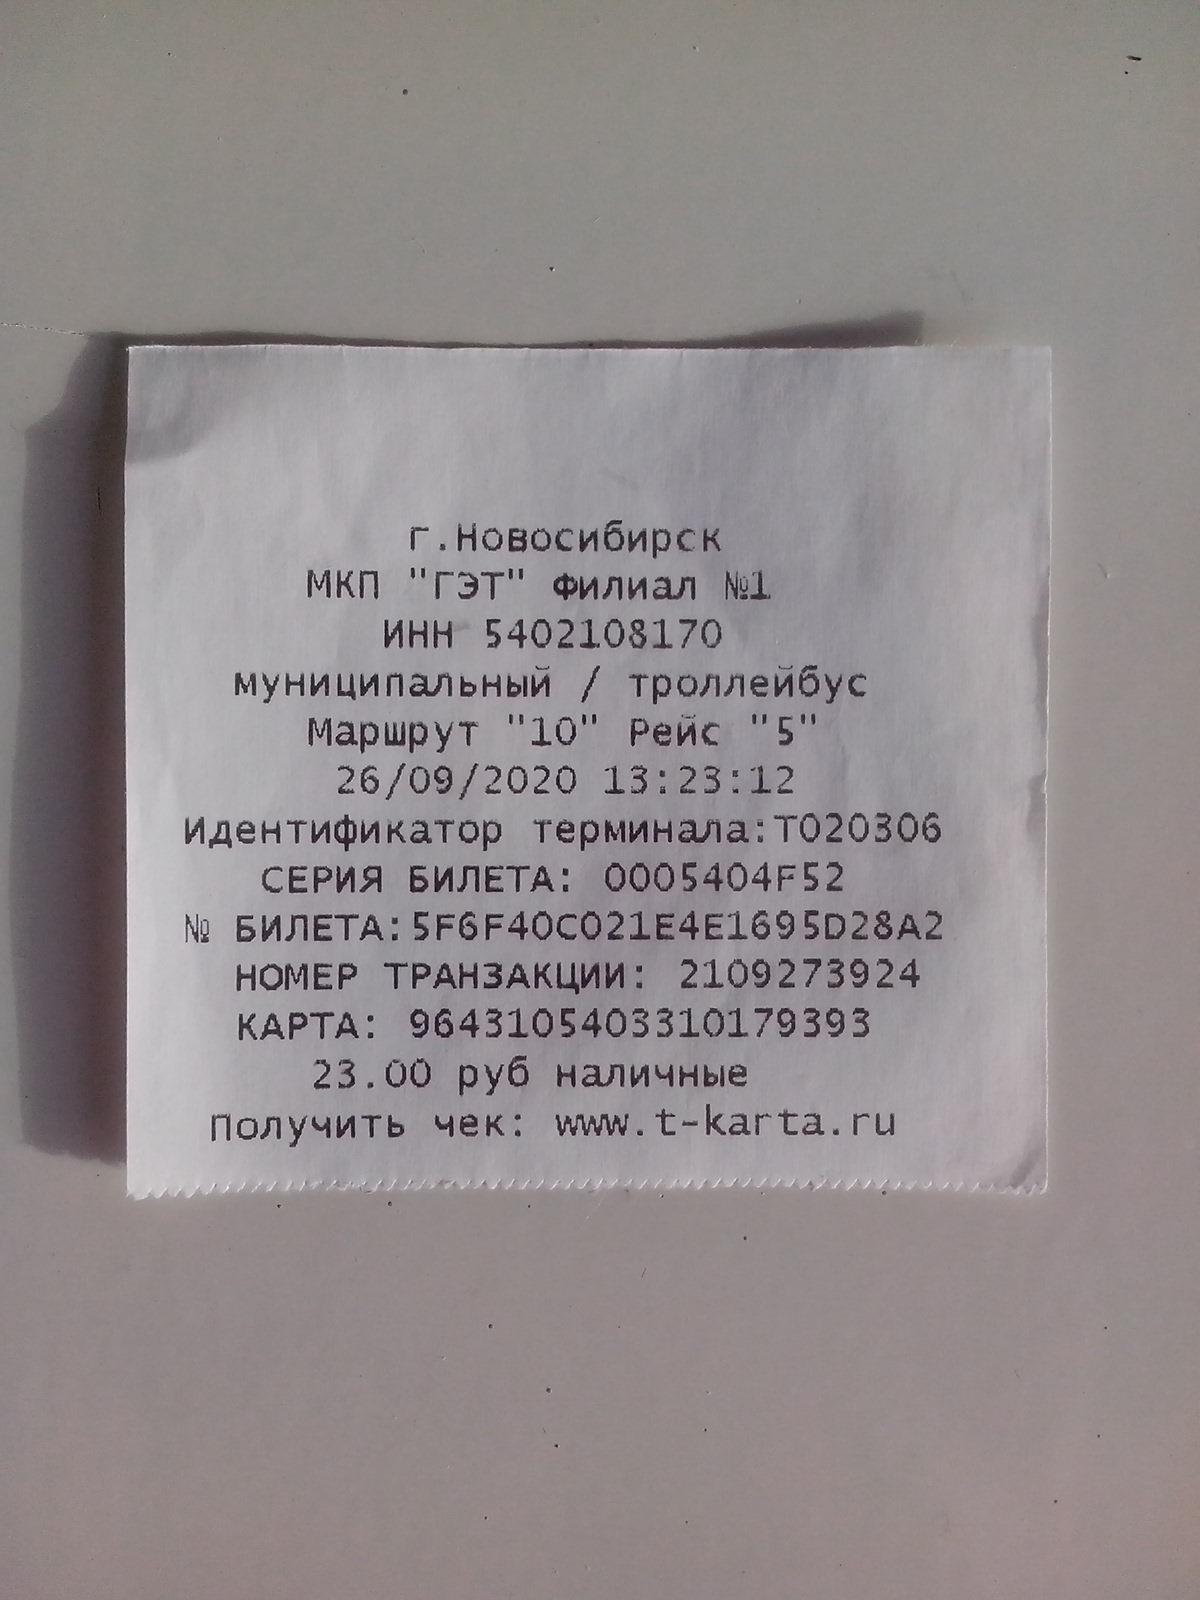 г.Новосибирск
МКП "ГЭТ" Филиал №1
ИНН 5402108170
муниципальный / троллейбус
Маршрут "10" Рейс "5"
26/09/2020 13:23:12
Идентификатор терминала:Т020306
СЕРИЯ БИЛЕТА: 0005404F52
№ БИЛЕТА:5F6F40C021E4E1695D28A2
НОМЕР ТРАНЗАКЦИИ: 2109273924
КАРТА: 9643105403310179393
23.00 руб наличные
Получить чек: www.t-karta.ru